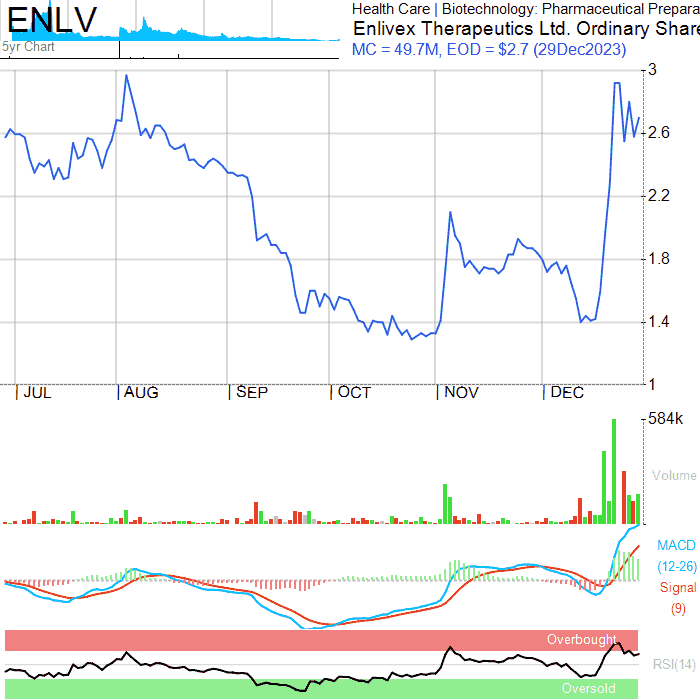 ENLV
5yr Chart
Health Care | Biotechnology: Pharmaceutical Prepara
Enlivex Therapeutics Ltd. Ordinary Share
MC = 49.7M, EOD = $2.7 (29Dec2023)
3
2.6
2.2
1.8
1.4
1
JUL
AUG
SEP
OCT
NOV
DEC
584k
Volume
MACD
(12-26)
Signal
(9)
Overbought
RSI(14)
Oversold